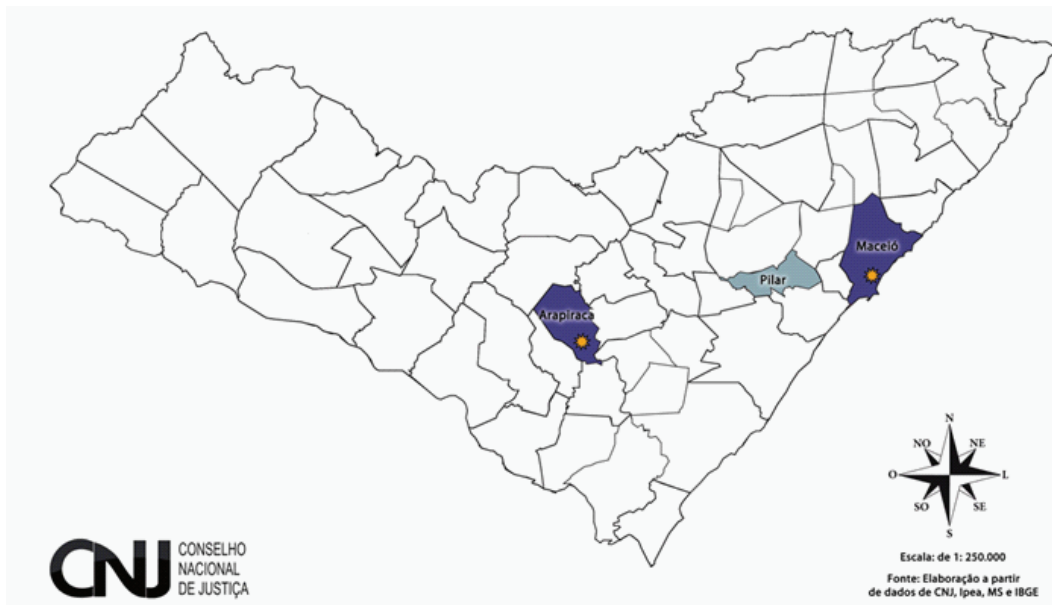 Maceió
Pilar
Arapiraca
N
NO
NE
O
L
SO
SE
S
CNJ
CONSELHO
NACIONAL
DE JUSTIÇA
Escala: de 1: 250.000
Fonte: Elaboração a partir
de dados de CNJ, Ipea, MS e IBGE